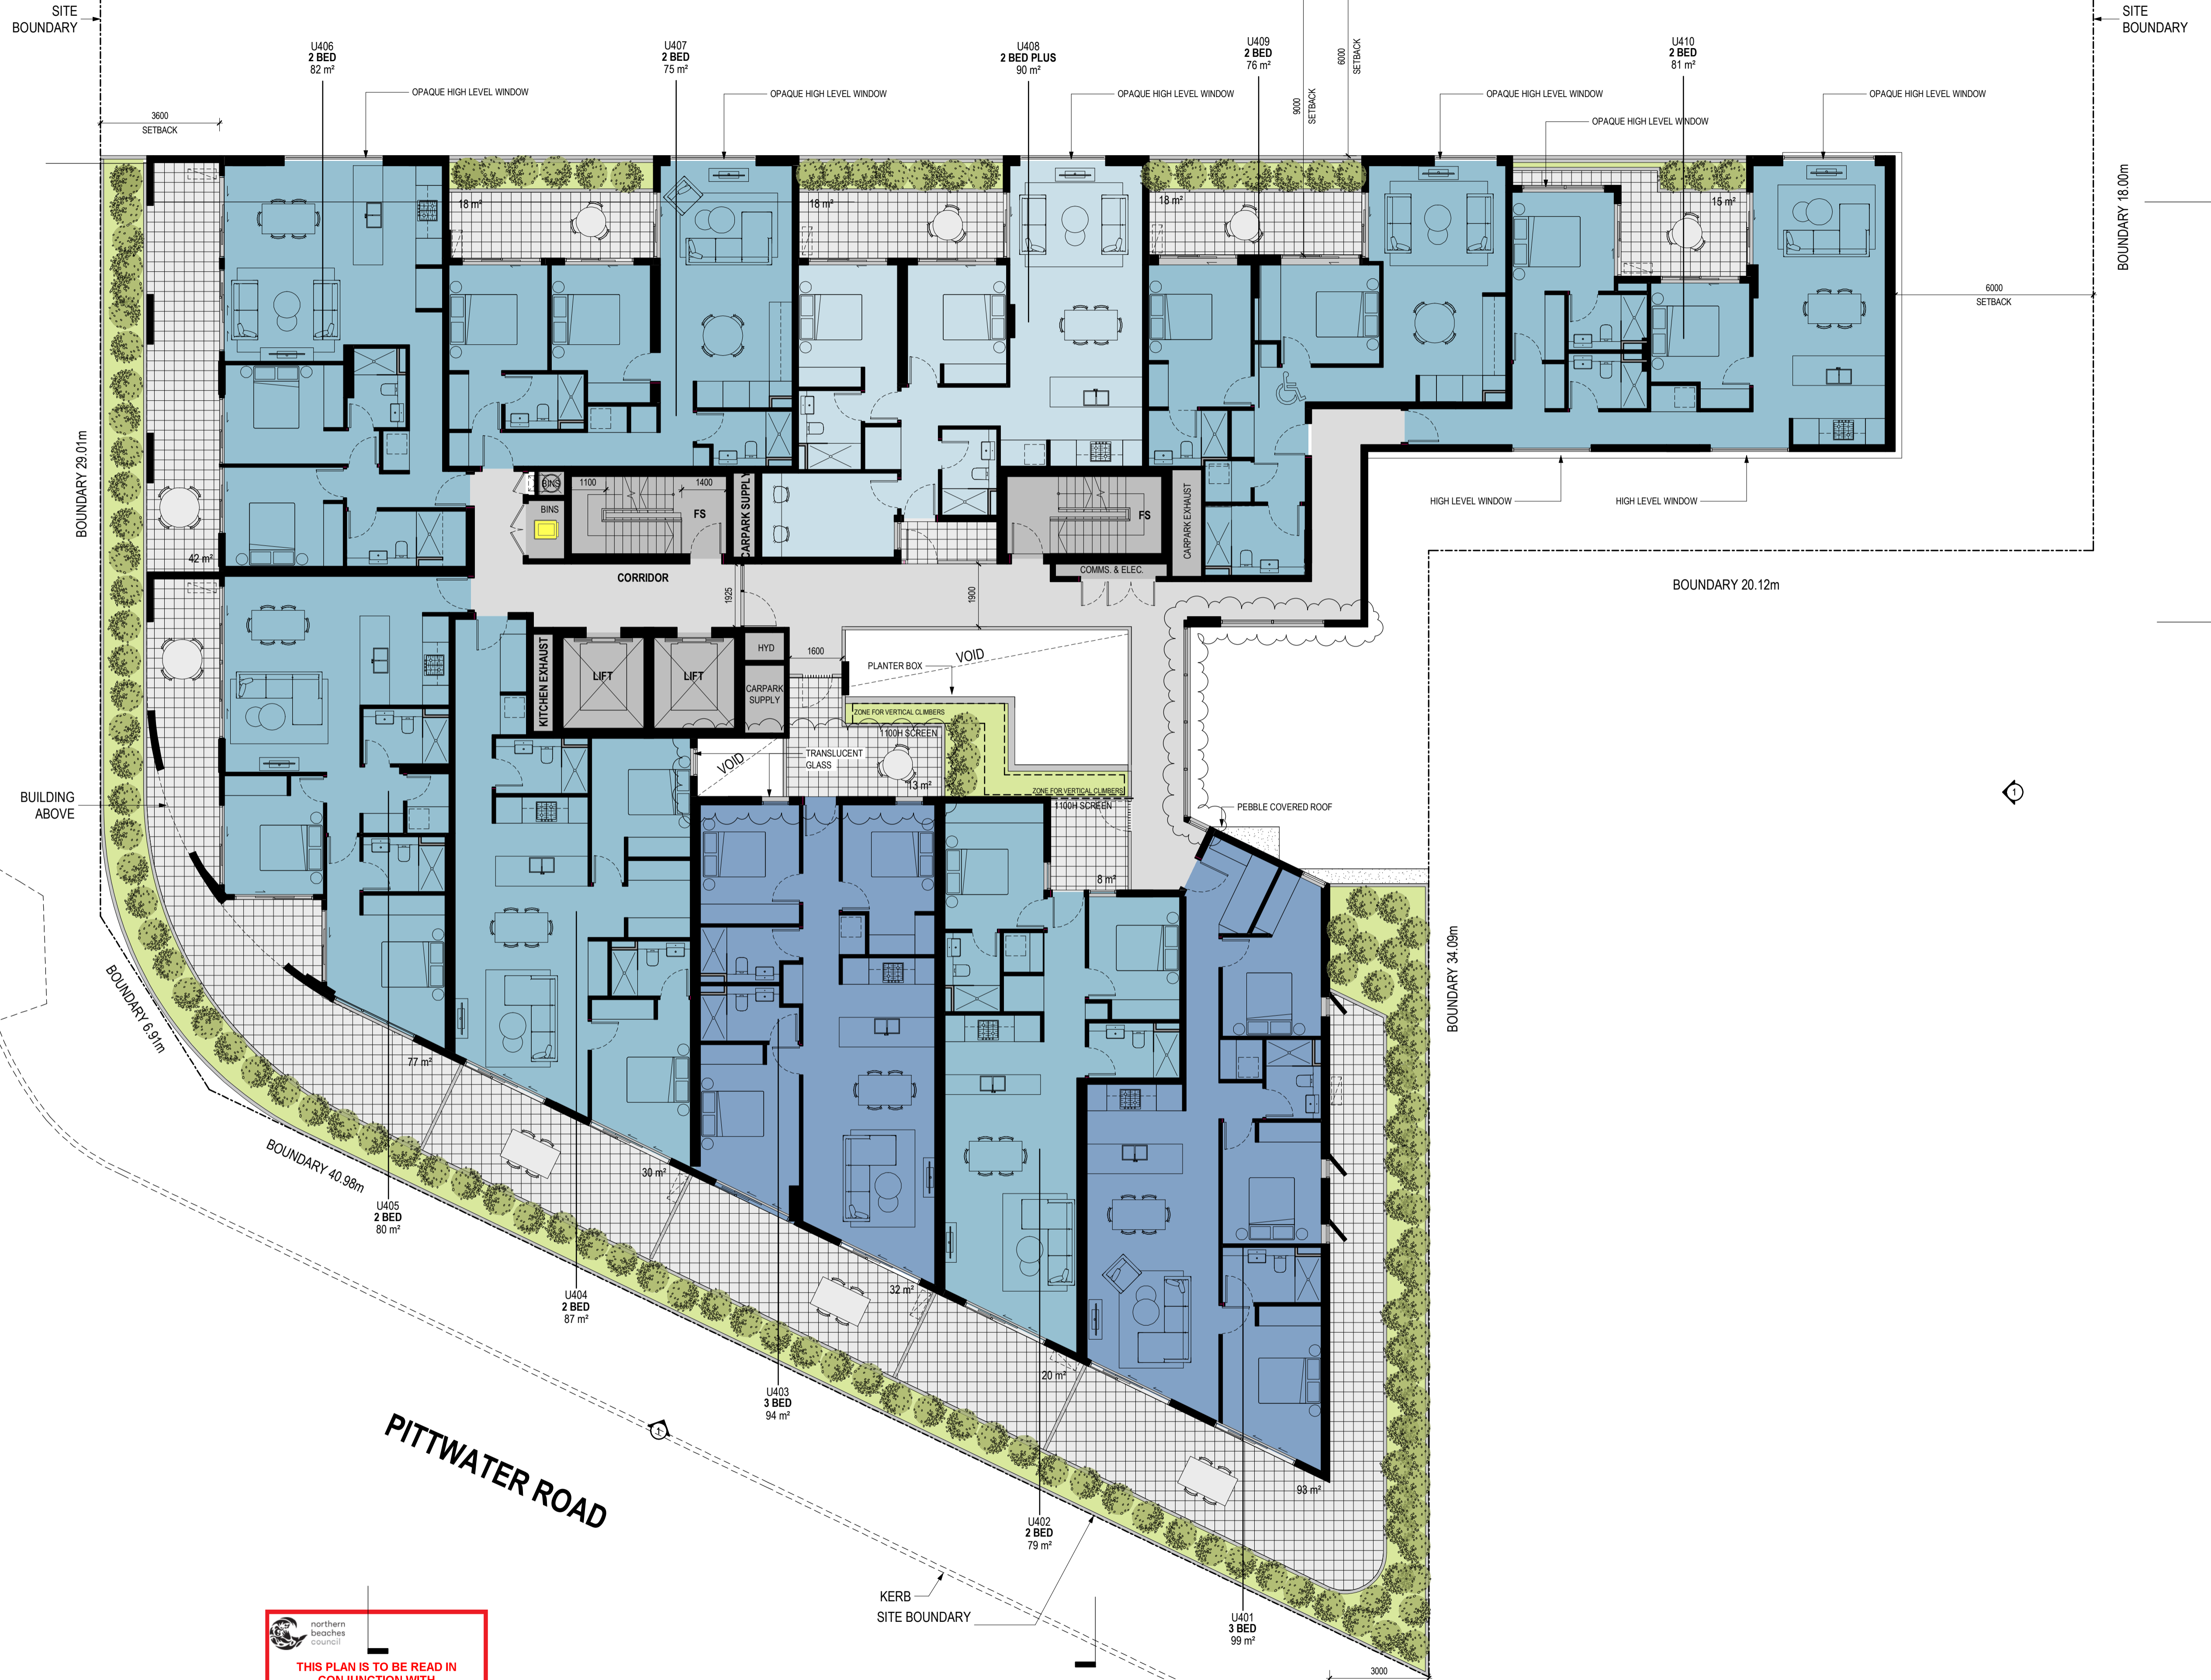 SITE
BOUNDARY
SITE
BOUNDARY
U406
2 BED
82 m²
U407
2 BED
75 m²
U408
2 BED PLUS
90 m²
U409
2 BED
76 m²
6000
SETBACK
9000
SETBACK
U410
2 BED
81 m²
OPAQUE HIGH LEVEL WINDOW
OPAQUE HIGH LEVEL WINDOW
OPAQUE HIGH LEVEL WINDOW
OPAQUE HIGH LEVEL WINDOW
OPAQUE HIGH LEVEL WINDOW
OPAQUE HIGH LEVEL WINDOW
3600
SETBACK
18 m²
18 m²
18 m²
15 m²
BOUNDARY 18.00m
6000
SETBACK
BOUNDARY 29.01m
BINS
BINS
1100
1400
FS
CARPARK SUPPLY
FS
CARPARK EXHAUST
HIGH LEVEL WINDOW
HIGH LEVEL WINDOW
42 m²
CORRIDOR
1925
1900
COMMS. & ELEC.
BOUNDARY 20.12m
KITCHEN EXHAUST
LIFT
LIFT
HYD
CARPARK
SUPPLY
1600
PLANTER BOX
VOID
ZONE FOR VERTICAL CLIMBERS
1100H SCREEN
TRANSLUCENT
GLASS
VOID
13 m²
ZONE FOR VERTICAL CLIMBERS
1100H SCREEN
PEBBLE COVERED ROOF
1
BUILDING
ABOVE
8 m²
BOUNDARY 34.09m
BOUNDARY 6.91m
77 m²
BOUNDARY 40.98m
30 m²
U405
2 BED
80 m²
U404
2 BED
87 m²
32 m²
U403
3 BED
94 m²
20 m²
93 m²
PITTWATER ROAD
1
U402
2 BED
79 m²
KERB
SITE BOUNDARY
U401
3 BED
99 m²
3000
northern
beaches
council
THIS PLAN IS TO BE READ IN
CONJUNCTION WITH